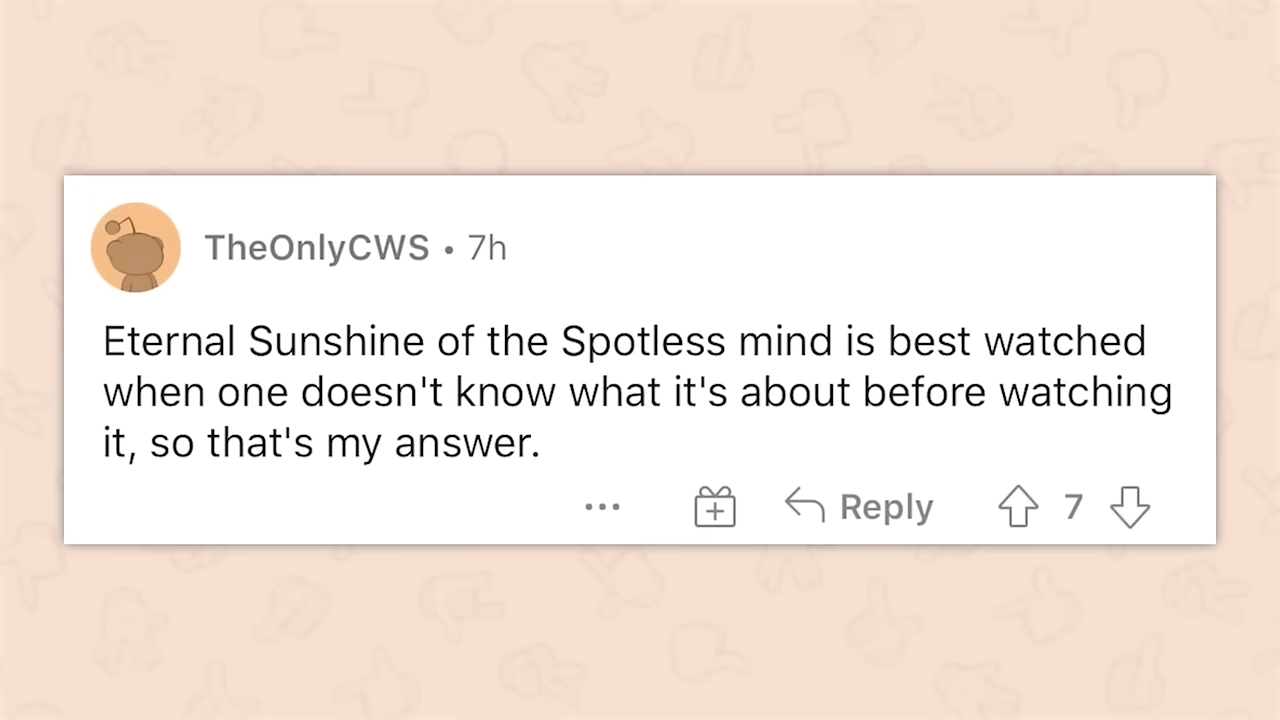 TheOnlyCWS • 7h
Eternal Sunshine of the Spotless mind is best watched
when one doesn't know what it's about before watching
it, so that's my answer.
... Reply 7